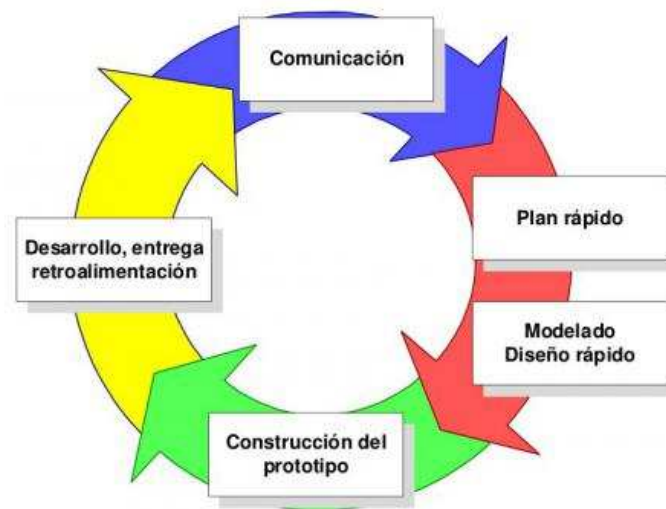 Comunicación
Plan rápido
Modelado
Diseño rápido
Construcción del
prototipo
Desarrollo, entrega
retroalimentación